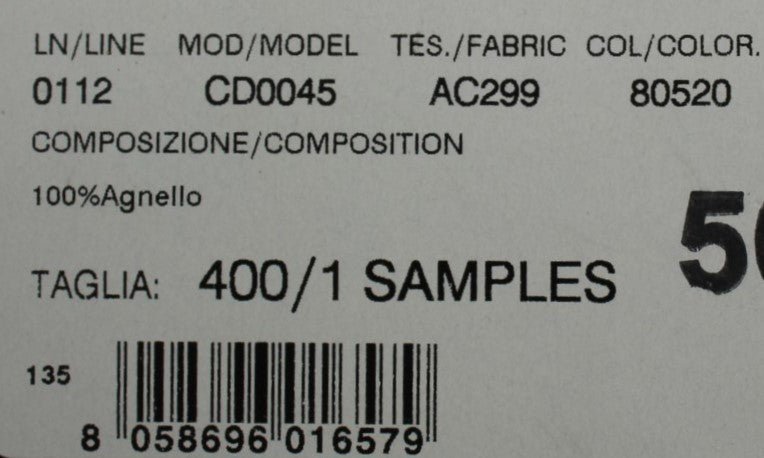 LN/LINE MOD/MODEL TES./FABRIC COL/COLOR.
0112 CD0045 AC299 80520
COMPOSIZIONE/COMPOSITION
100%Agnello
TAGLIA: 400/1 SAMPLES
135
8 058696 016579